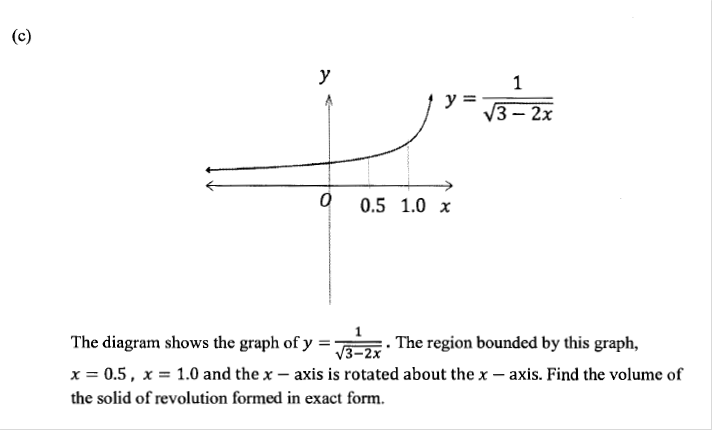 (c)
y
y = 1/√3 − 2x
O 0.5 1.0 x
The diagram shows the graph of y = 1/√3−2x . The region bounded by this graph,
x = 0.5 , x = 1.0 and the x − axis is rotated about the x − axis. Find the volume of
the solid of revolution formed in exact form.